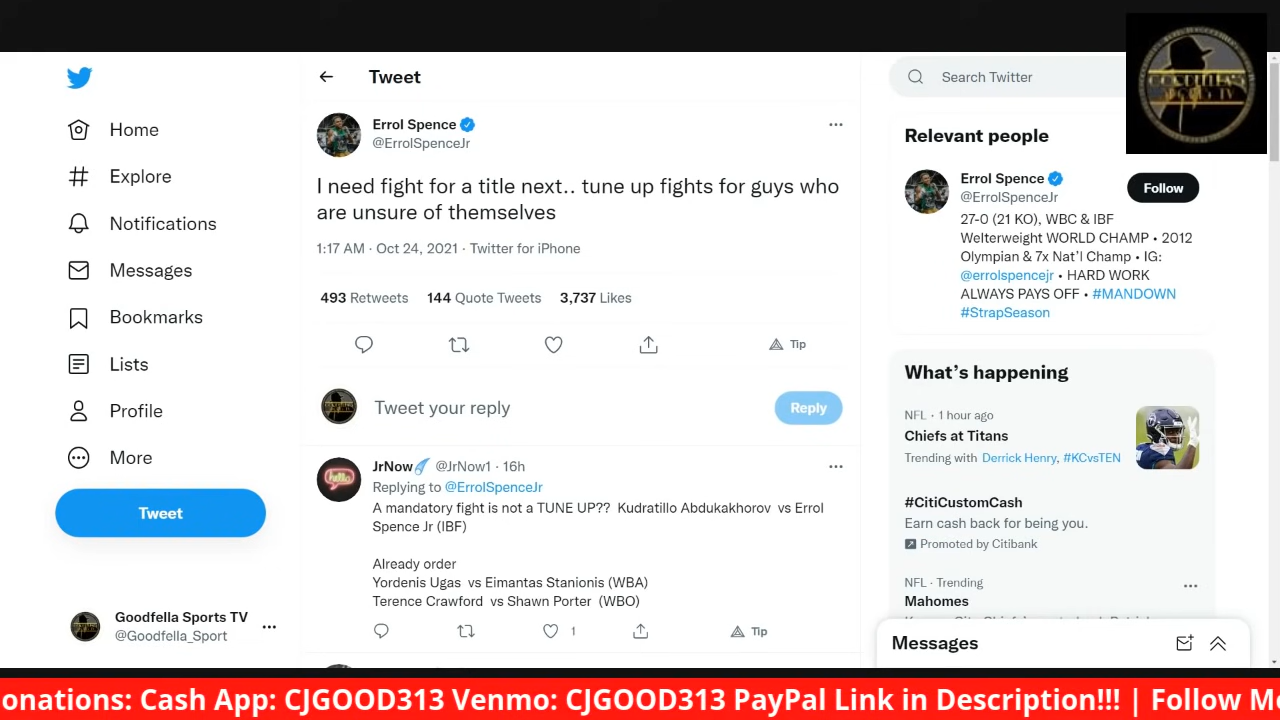 Home
Explore
Notifications
Messages
Bookmarks
Lists
Profile
More
Tweet
Goodfella Sports TV
@Goodfella_Sport
Tweet
Errol Spence
@ErrolSpenceJr
I need fight for a title next.. tune up fights for guys who
are unsure of themselves
1:17 AM · Oct 24, 2021 · Twitter for iPhone
493 Retweets 144 Quote Tweets 3,737 Likes
Tip
Tweet your reply
Reply
JrNow @JrNow1 · 16h
Replying to @ErrolSpenceJr
A mandatory fight is not a TUNE UP?? Kudratillo Abdukakhorov vs Errol
Spence Jr (IBF)
Already order
Yordenis Ugas vs Eimantas Stanionis (WBA)
Terence Crawford vs Shawn Porter (WBO)
1
Tip
Search Twitter
GOODFELLA'S
SPORTS TV
Relevant people
Errol Spence
@ErrolSpenceJr
Follow
27-0 (21 KO), WBC & IBF
Welterweight WORLD CHAMP • 2012
Olympian & 7x Nat'l Champ • IG:
@errolspencejr • HARD WORK
ALWAYS PAYS OFF • #MANDOWN
#StrapSeason
What's happening
NFL · 1 hour ago
Chiefs at Titans
Trending with Derrick Henry, #KCvsTEN
#CitiCustomCash
Earn cash back for being you.
Promoted by Citibank
NFL · Trending
Mahomes
Messages
onations: Cash App: CJGOOD313 Venmo: CJGOOD313 PayPal Link in Description!!! | Follow M